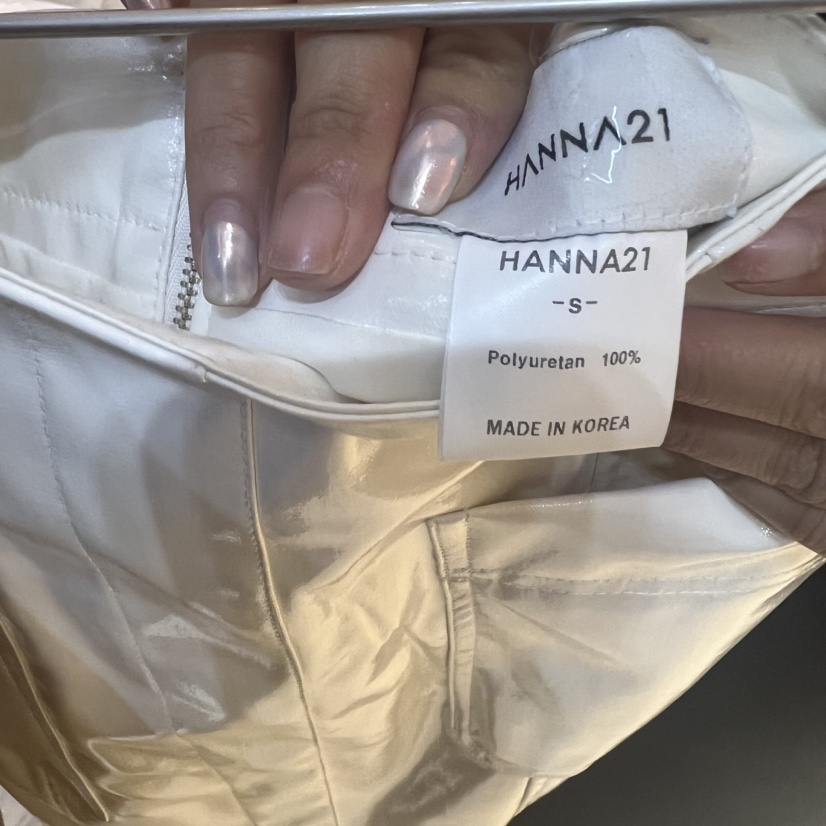 HANNA21
HANNA21
-S-
Polyuretan 100%
MADE IN KOREA